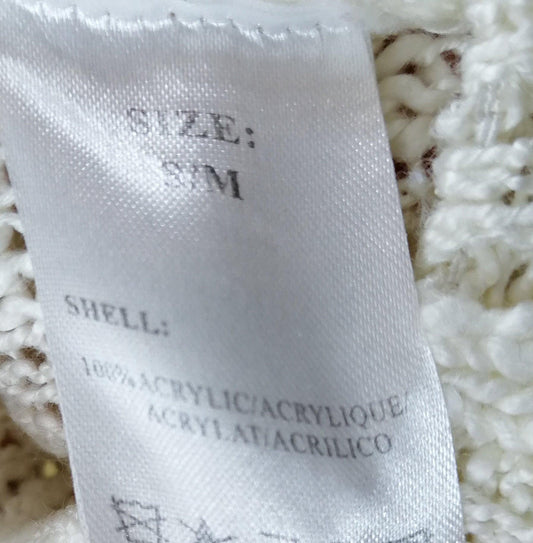 SIZE:
S/M
SHELL:
100% ACRYLIC/ACRYLIQUE/
ACRYLAT/ACRILICO